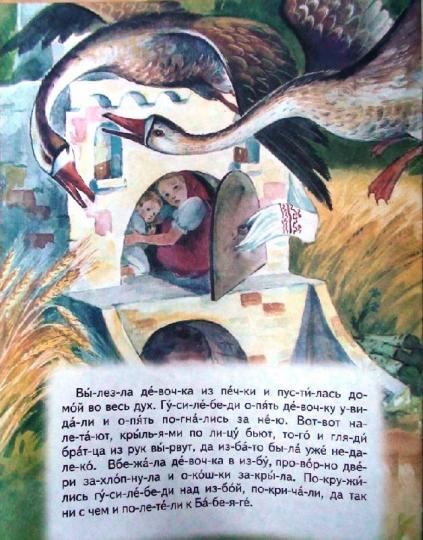 Вы́-лез-ла де́-воч-ка из пе́ч-ки и пус-ти́-лась до-
мо́й во весь дух. Гу́-си-ле́-бе-ди о-пя́ть де́-воч-ку у-ви-
да́-ли и о-пя́ть по-гна́-лись за не́-ю. Вот-вот на-
ле-та́-ют, кры́ль-я-ми по ли-цу́ бьют, то-го́ и гля-ди́
бра́т-ца из рук вы́-рвут, да из-ба́-то бы-ла́ уже́ не-да-
ле-ко́. Вбе-жа́-ла де́-воч-ка в из-бу́, про-во́р-но две́-
ри за-хло́п-ну-ла и о-ко́ш-ки за-кры́-ла. По-кру-жи́-
лись гу́-си-ле́-бе-ди над из-бо́й, по-кри-ча́-ли, да так
ни с чем и по-ле-те́-ли к Ба́-бе-я-ге́.